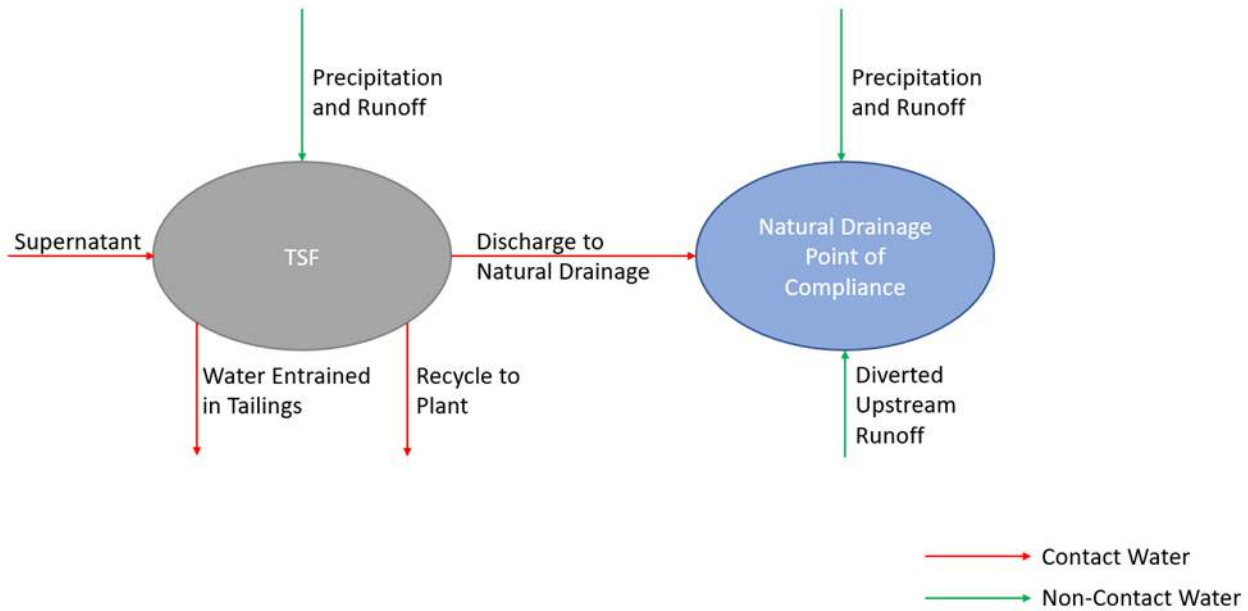 Precipitation
and Runoff
Precipitation
and Runoff
Supernatant
TSF
Discharge to
Natural Drainage
Natural Drainage
Point of
Compliance
Water Entrained
in Tailings
Recycle to
Plant
Diverted
Upstream
Runoff
Contact Water
Non-Contact Water